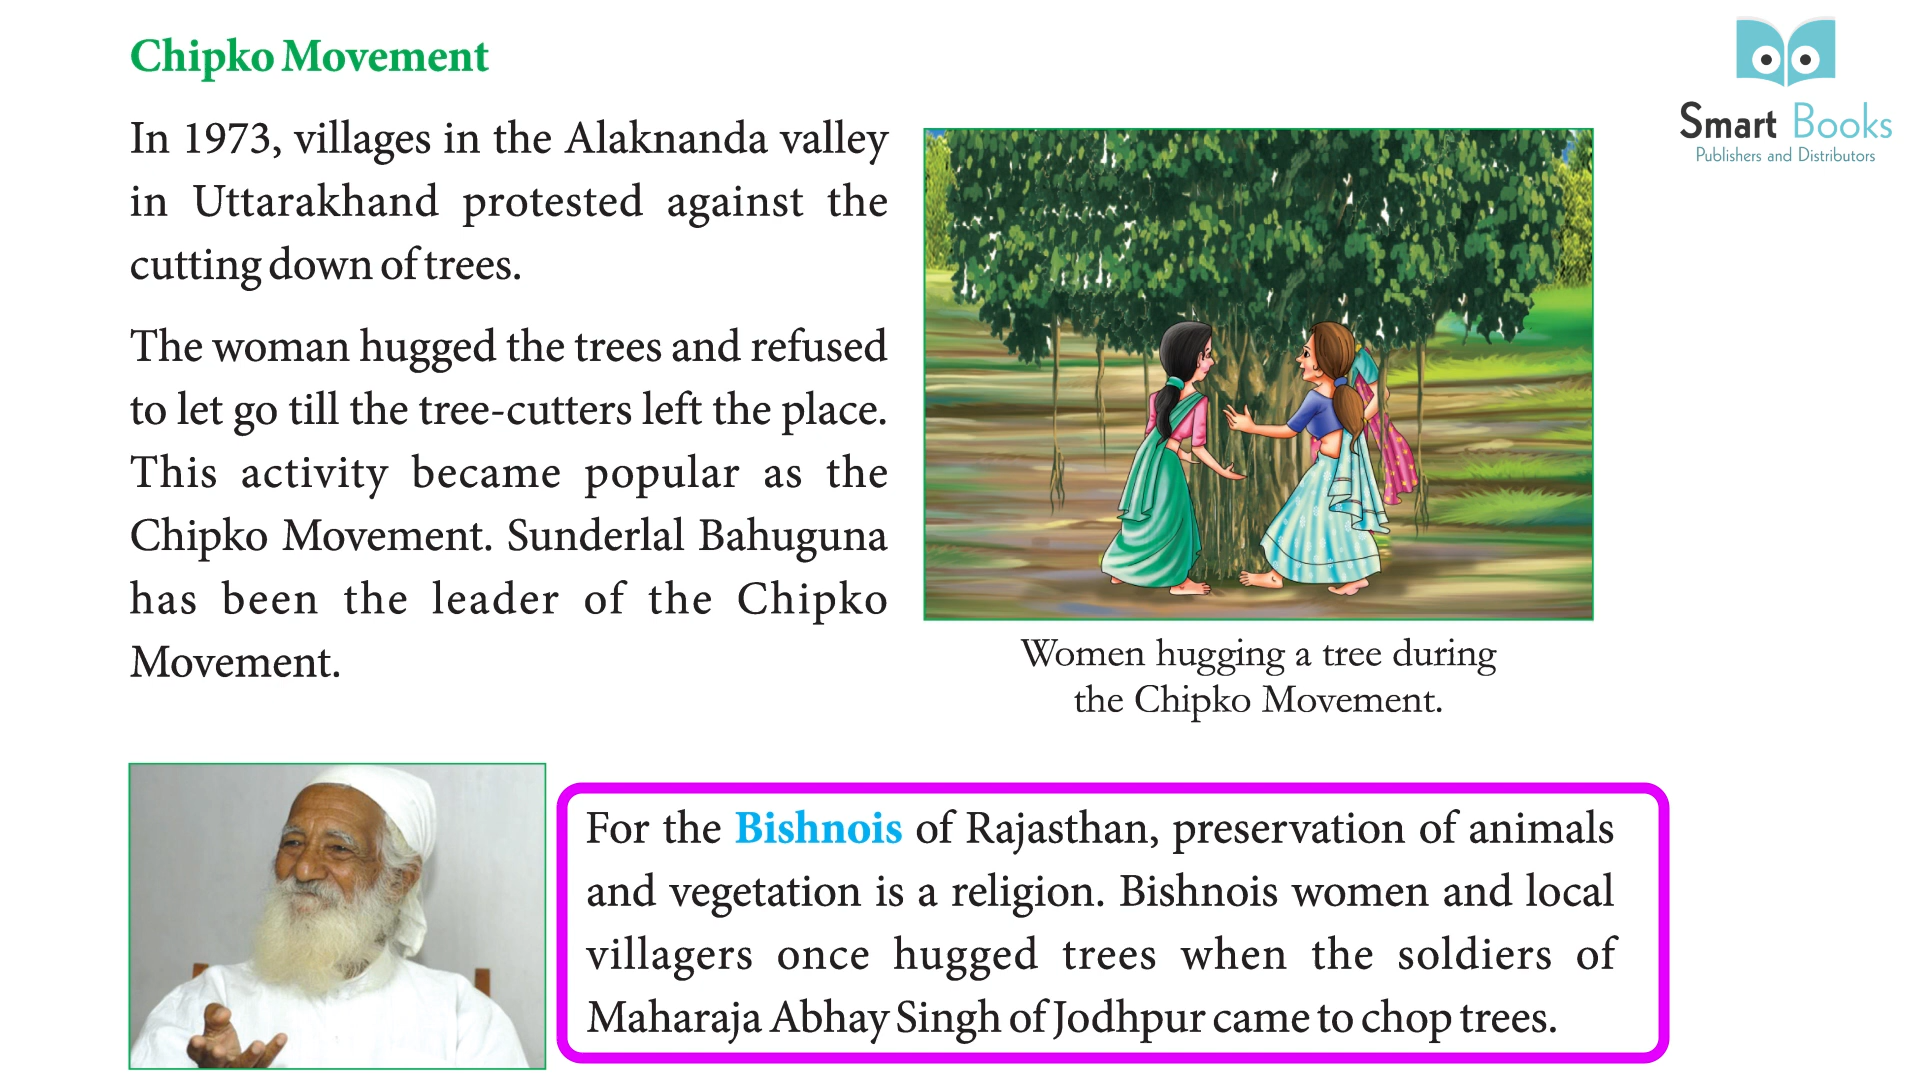 Chipko Movement
Smart Books
Publishers and Distributors
In 1973, villages in the Alaknanda valley
in Uttarakhand protested against the
cutting down of trees.
The woman hugged the trees and refused
to let go till the tree-cutters left the place.
This activity became popular as the
Chipko Movement. Sunderlal Bahuguna
has been the leader of the Chipko
Movement.
Women hugging a tree during
the Chipko Movement.
For the Bishnois of Rajasthan, preservation of animals
and vegetation is a religion. Bishnois women and local
villagers once hugged trees when the soldiers of
Maharaja Abhay Singh of Jodhpur came to chop trees.